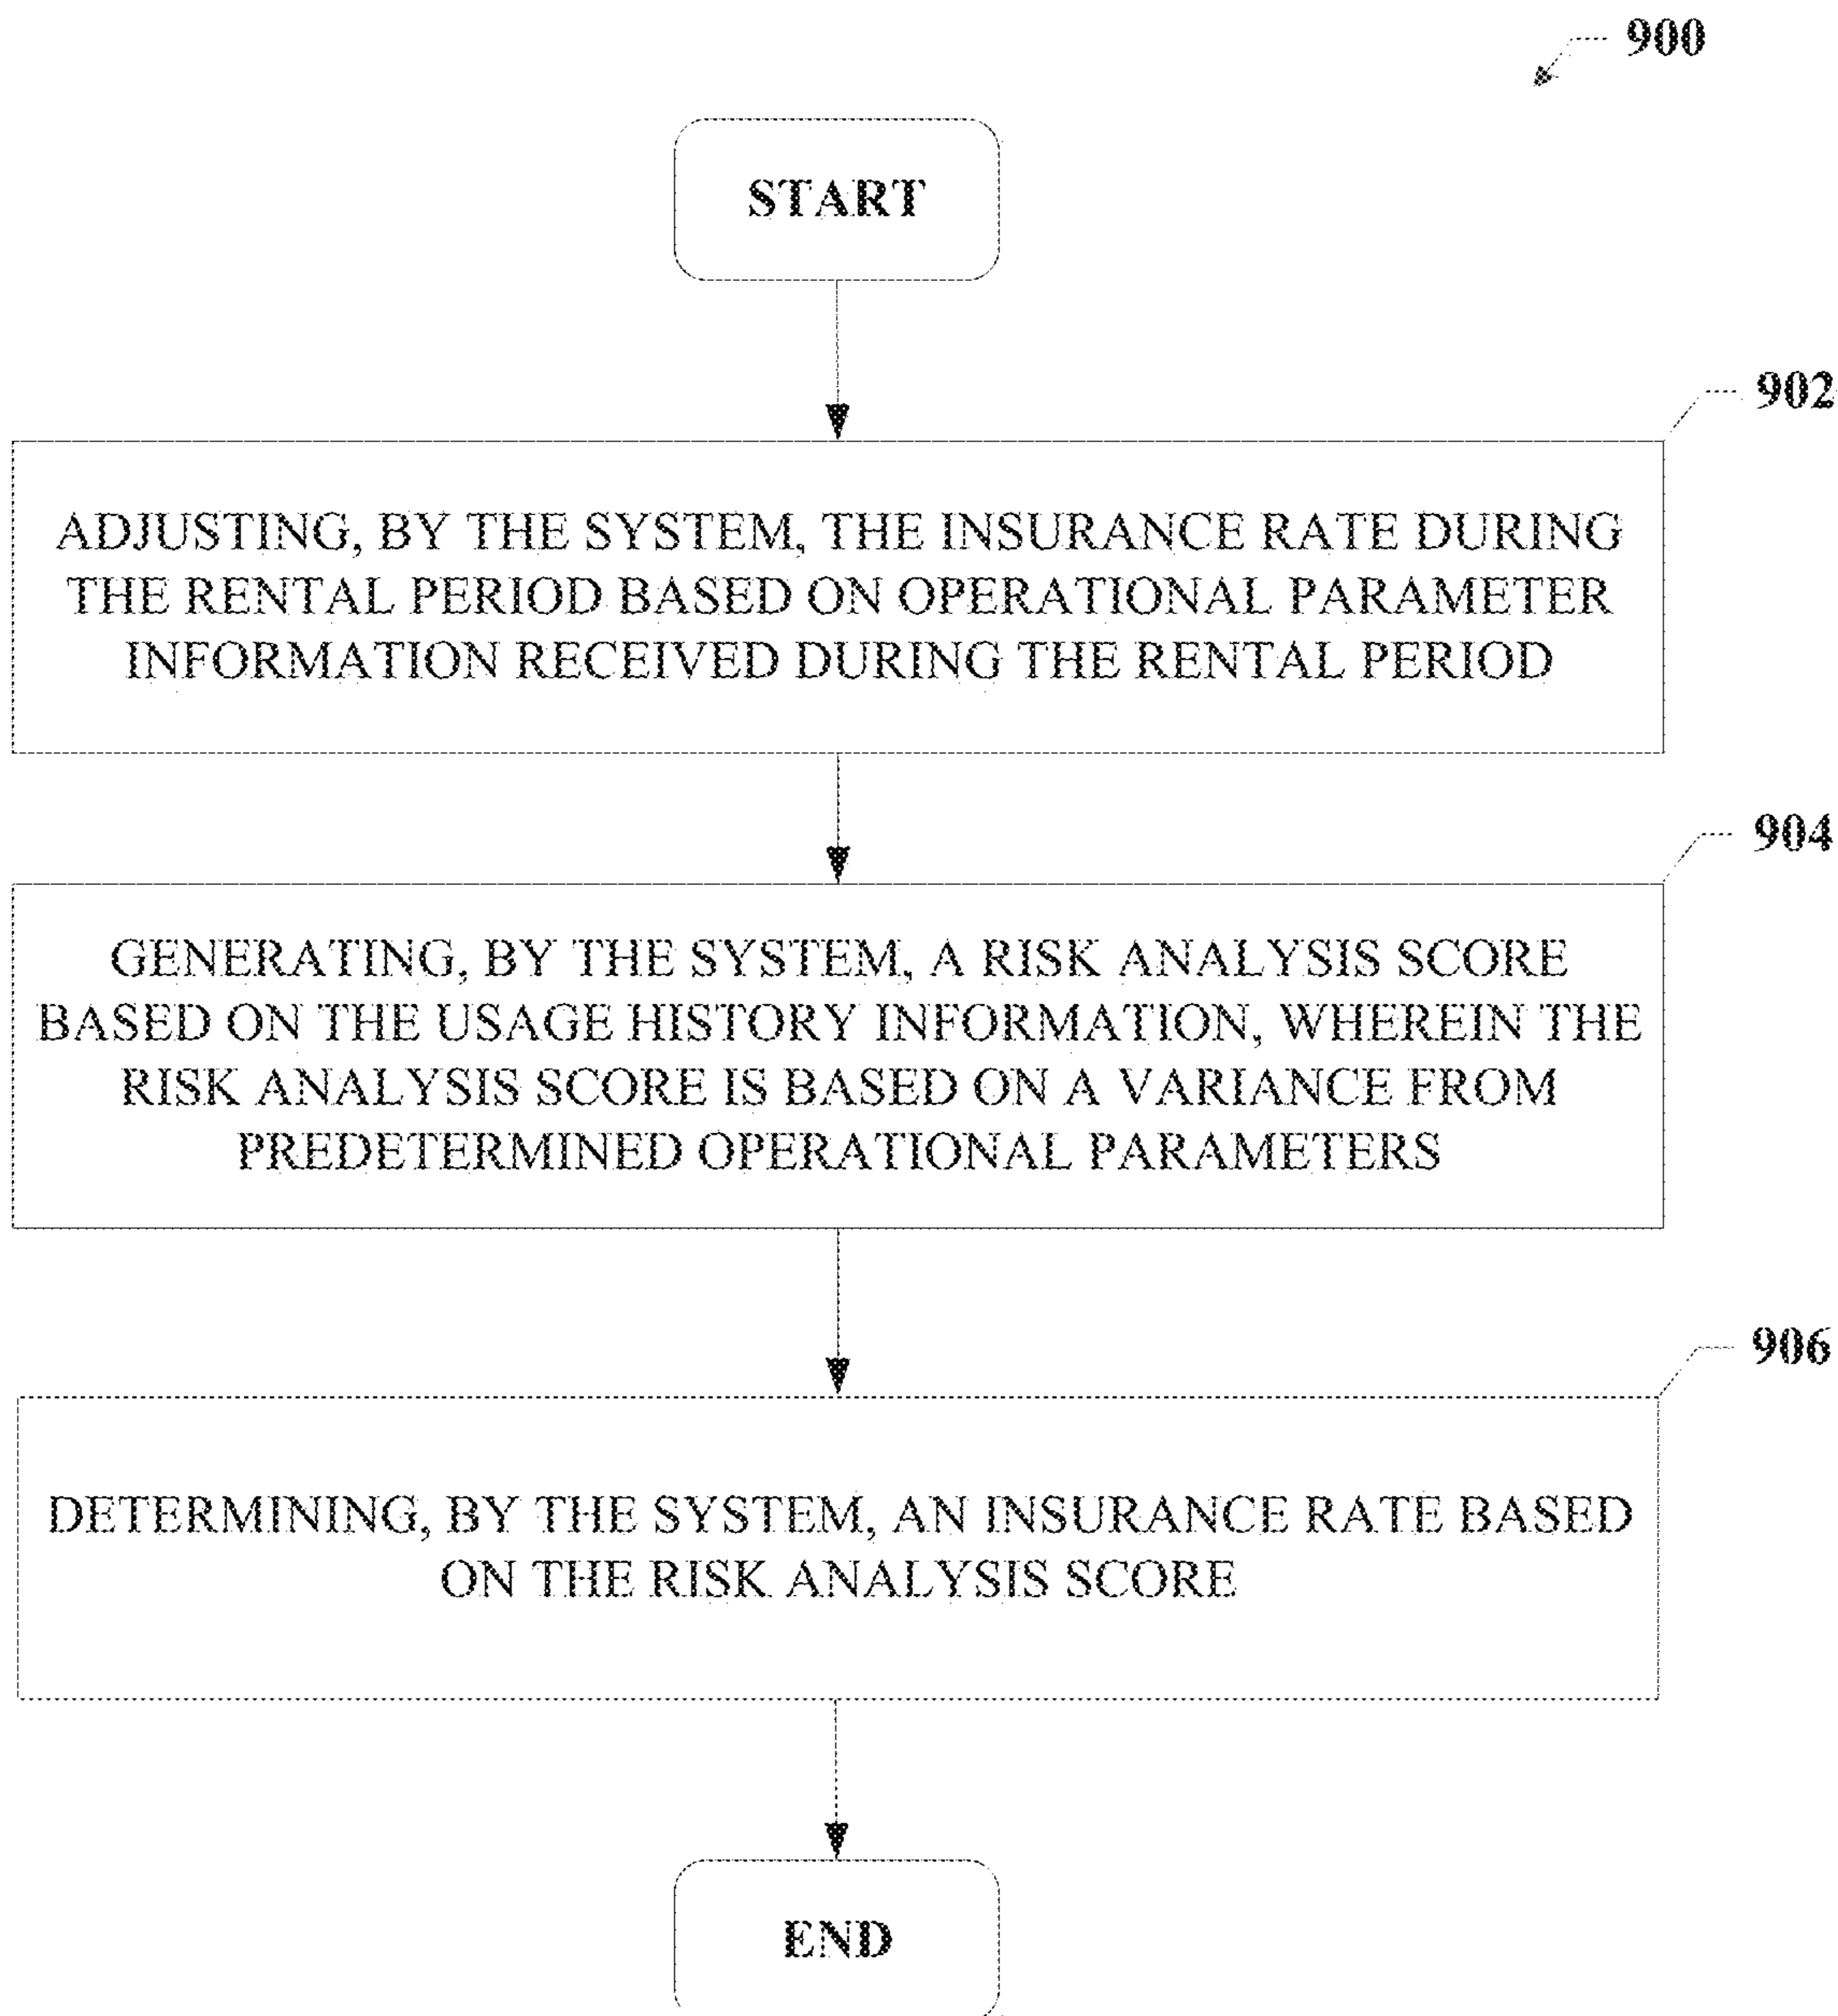 900
START
902
ADJUSTING, BY THE SYSTEM, THE INSURANCE RATE DURING
THE RENTAL PERIOD BASED ON OPERATIONAL PARAMETER
INFORMATION RECEIVED DURING THE RENTAL PERIOD
904
GENERATING, BY THE SYSTEM, A RISK ANALYSIS SCORE
BASED ON THE USAGE HISTORY INFORMATION, WHEREIN THE
RISK ANALYSIS SCORE IS BASED ON A VARIANCE FROM
PREDETERMINED OPERATIONAL PARAMETERS
906
DETERMINING, BY THE SYSTEM, AN INSURANCE RATE BASED
ON THE RISK ANALYSIS SCORE
END